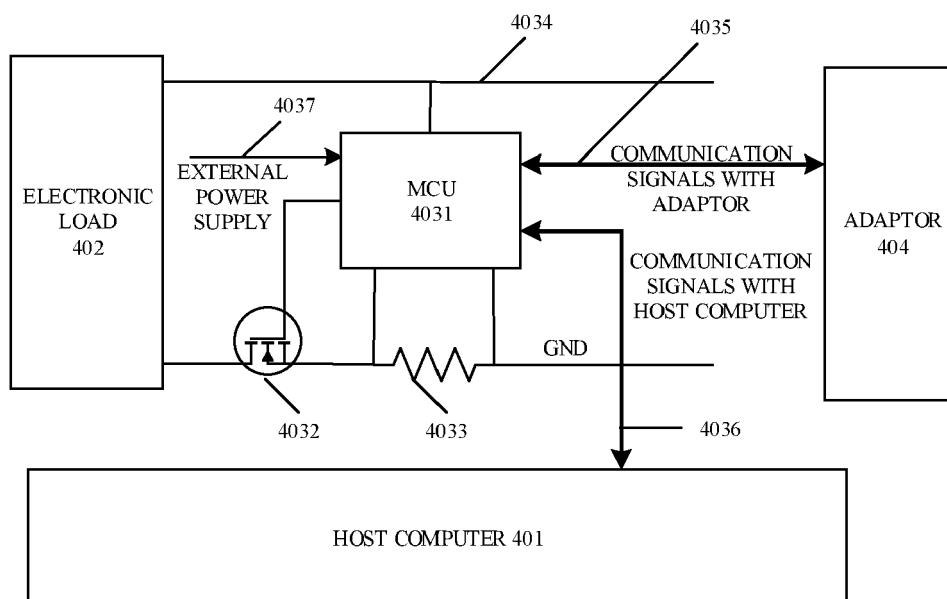 4034
4035
4037
EXTERNAL
POWER
SUPPLY
MCU
4031
COMMUNICATION
SIGNALS WITH
ADAPTOR
ELECTRONIC
LOAD
402
ADAPTOR
404
COMMUNICATION
SIGNALS WITH
HOST COMPUTER
GND
4032
4033
4036
HOST COMPUTER 401